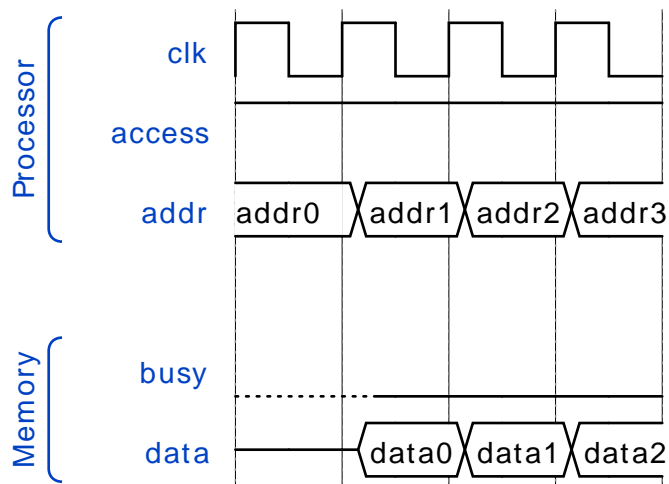 Processor
clk
access
addr addr0 addr1 addr2 addr3
Memory
busy
data data0 data1 data2